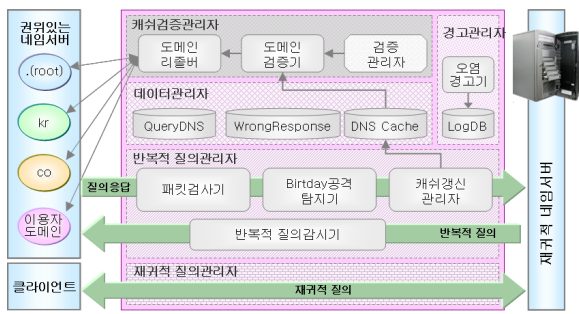 권위있는
네임서버
.(root)
kr
co
이용자
도메인
클라이언트
캐쉬검증관리자
도메인
리졸버
도메인
검증기
검증
관리자
경고관리자
오염
경고기
LogDB
데이터관리자
QueryDNS
WrongResponse
DNS Cache
반복적 질의관리자
질의응답
패킷검사기
Birtday공격
탐지기
캐쉬갱신
관리자
반복적 질의감시기
반복적 질의
재귀적 질의관리자
재귀적 질의
재귀적 네임서버